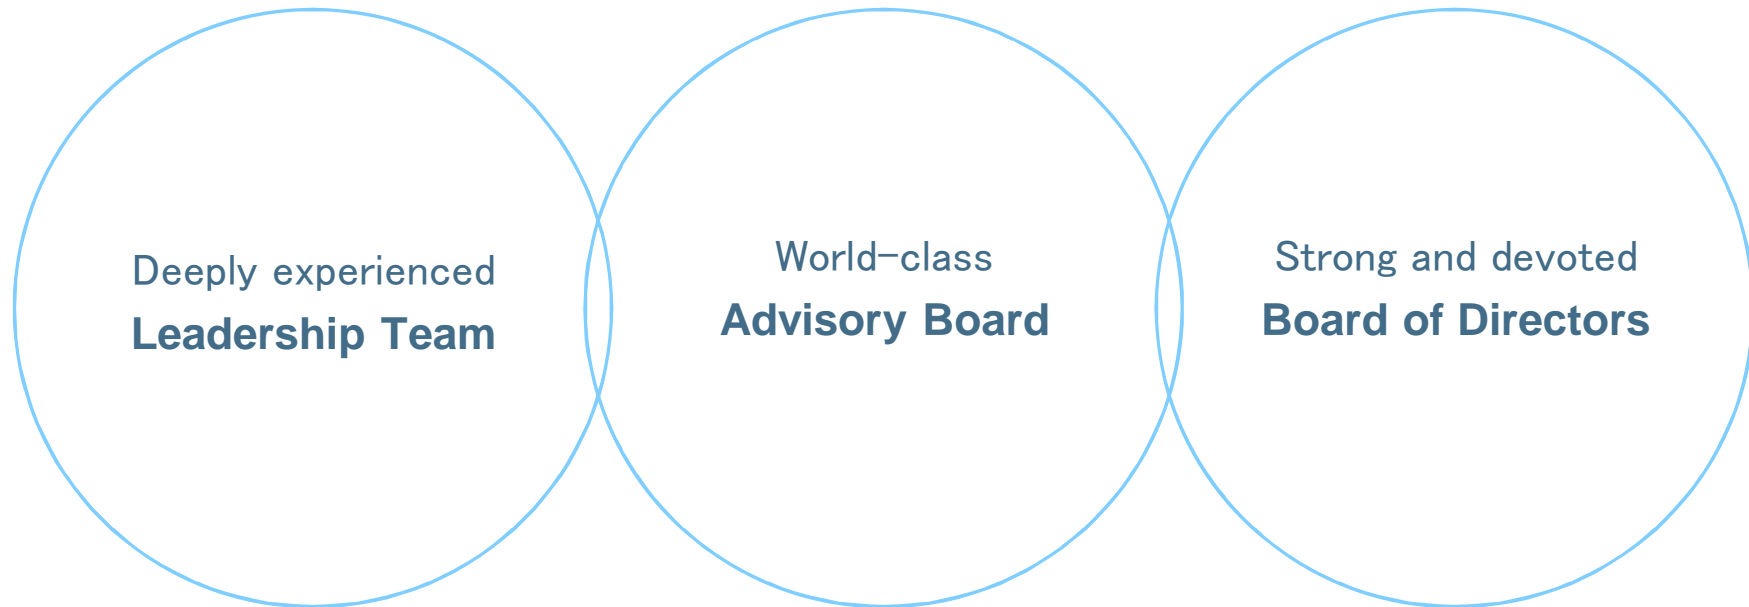 Deeply experienced
Leadership Team
World-class
Advisory Board
Strong and devoted
Board of Directors